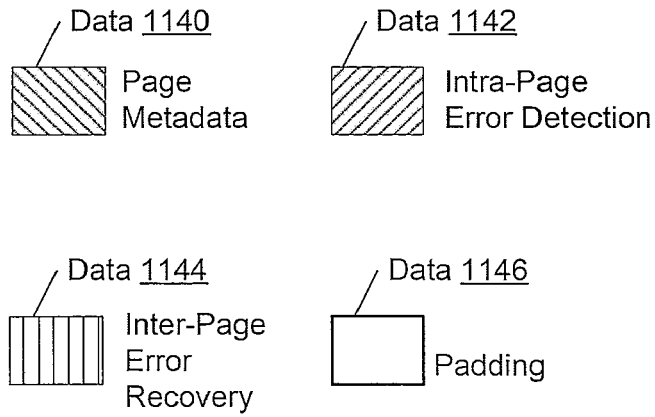 Data 1140
Page
Metadata
Data 1142
Intra-Page
Error Detection
Data 1144
Inter-Page
Error
Recovery
Data 1146
Padding